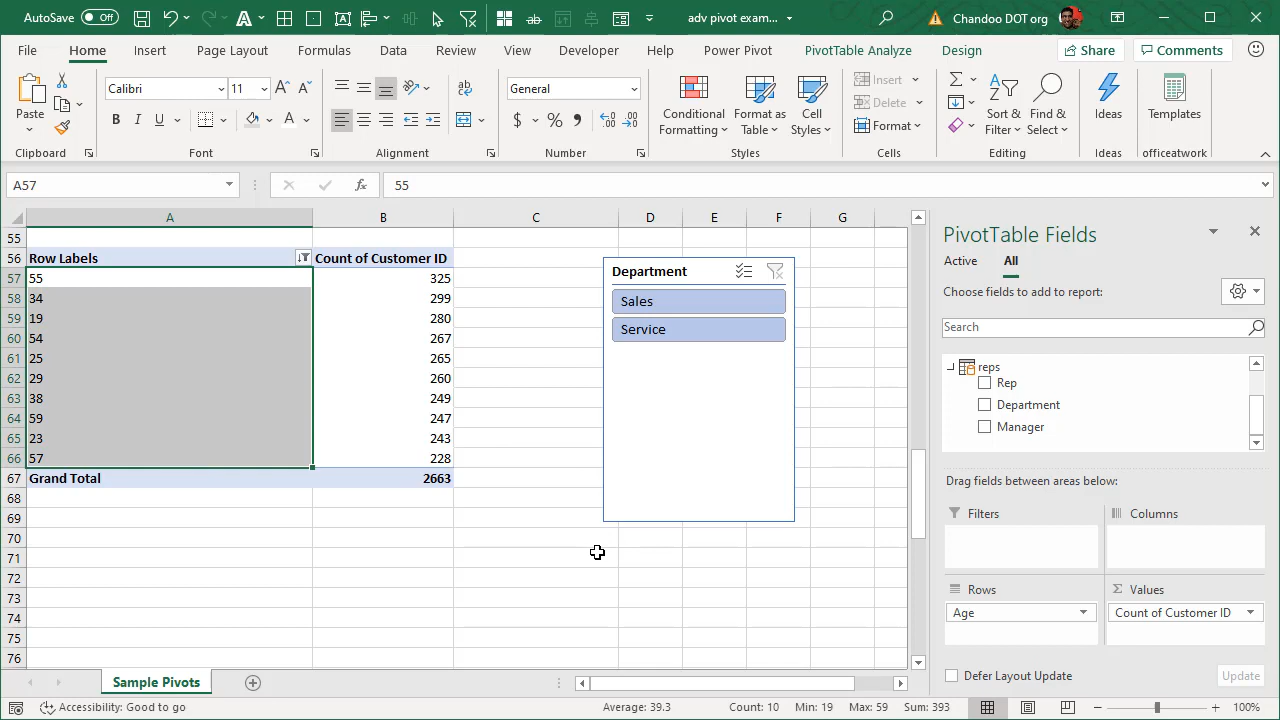 AutoSave Off adv pivot exam... Chandoo DOT org
File Home Insert Page Layout Formulas Data Review View Developer Help Power Pivot PivotTable Analyze Design Share Comments
Calibri 11 General Insert
Delete
Format
Paste B I U A $ % Conditional Formatting Format as Table Cell Styles Sort & Filter Find & Select Ideas Templates
Clipboard Font Alignment Number Styles Cells Editing Ideas officeatwork
A57 fx 55
A B C D E F G
55
56 Row Labels Count of Customer ID
57 55 325
58 34 299
59 19 280
60 54 267
61 25 265
62 29 260
63 38 249
64 59 247
65 23 243
66 57 228
67 Grand Total 2663
68
69
70
71
72
73
74
75
76
Department
Sales
Service
PivotTable Fields
Active All
Choose fields to add to report:
Search
reps
Rep
Department
Manager
Drag fields between areas below:
Filters Columns
Rows Σ Values
Age Count of Customer ID
Defer Layout Update Update
Sample Pivots
Accessibility: Good to go Average: 39.3 Count: 10 Min: 19 Max: 59 Sum: 393 100%